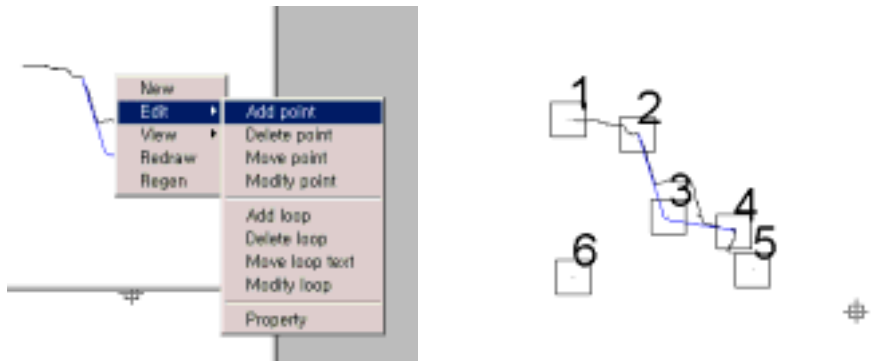 New
Edit
View
Redraw
Regen
Add point
Delete point
Move point
Modify point
Add loop
Delete loop
Move loop text
Modify loop
Property
1
2
3
4
5
6